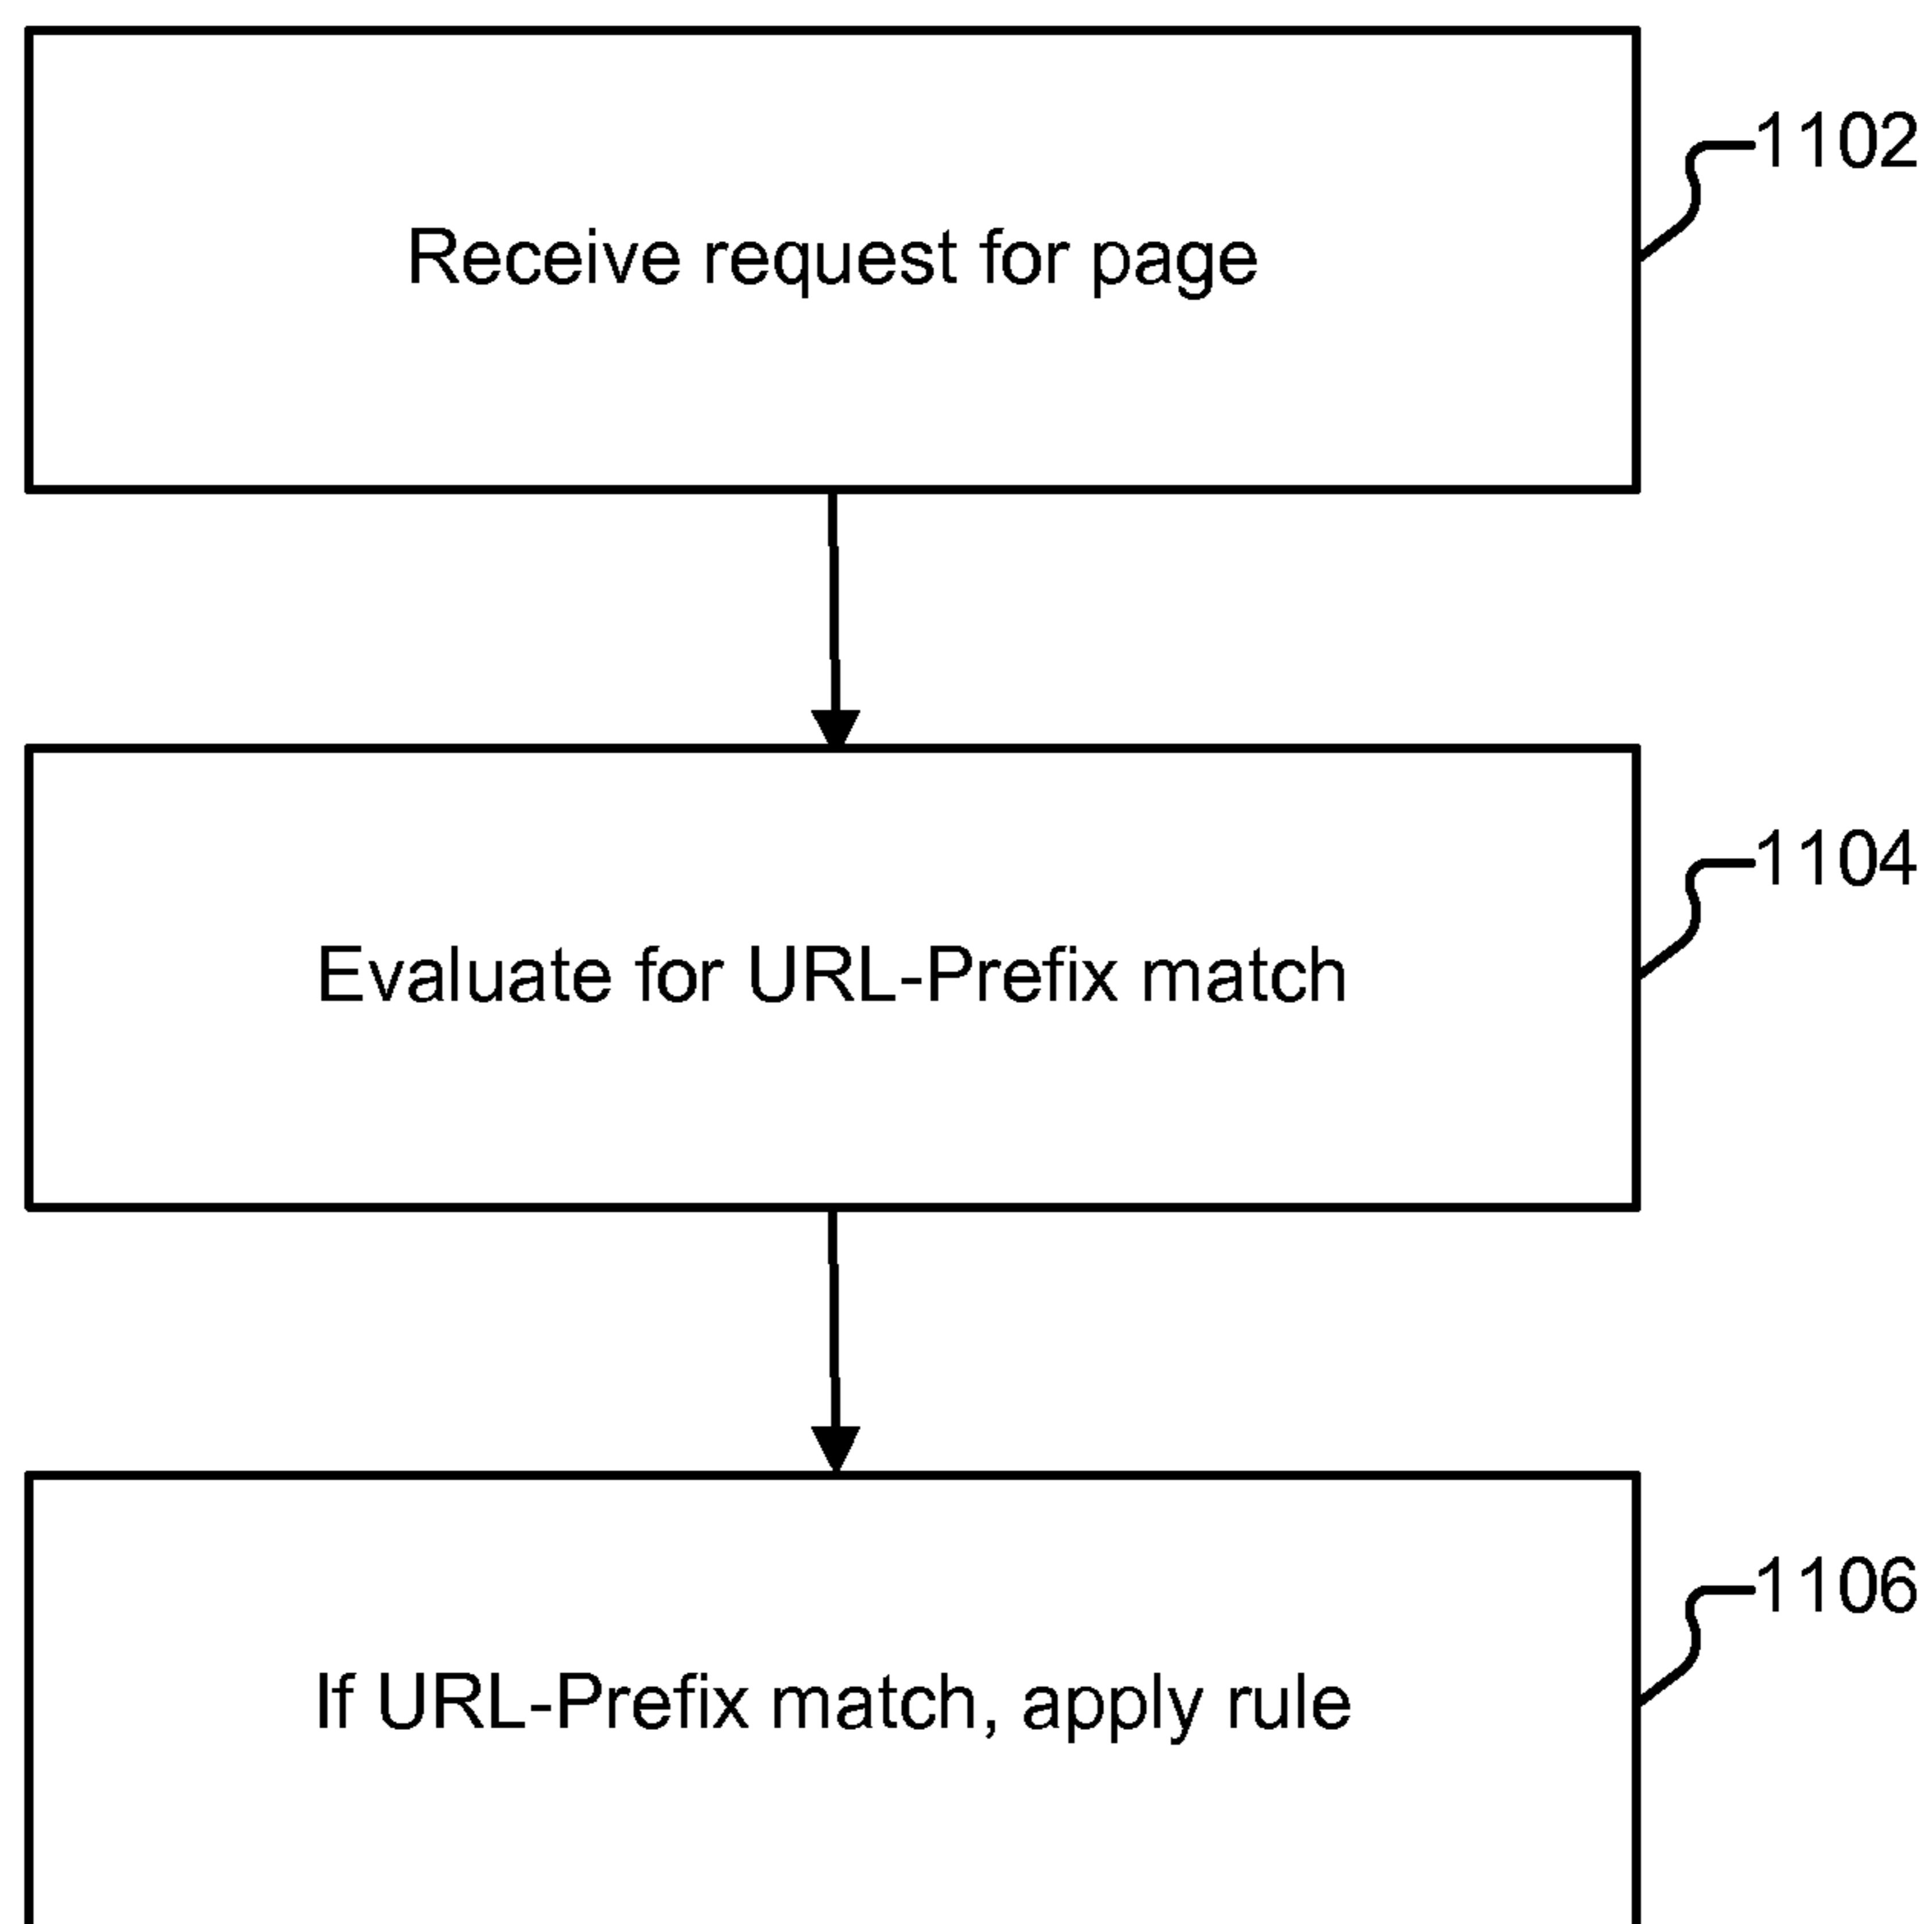 1102
Receive request for page
1104
Evaluate for URL-Prefix match
1106
If URL-Prefix match, apply rule